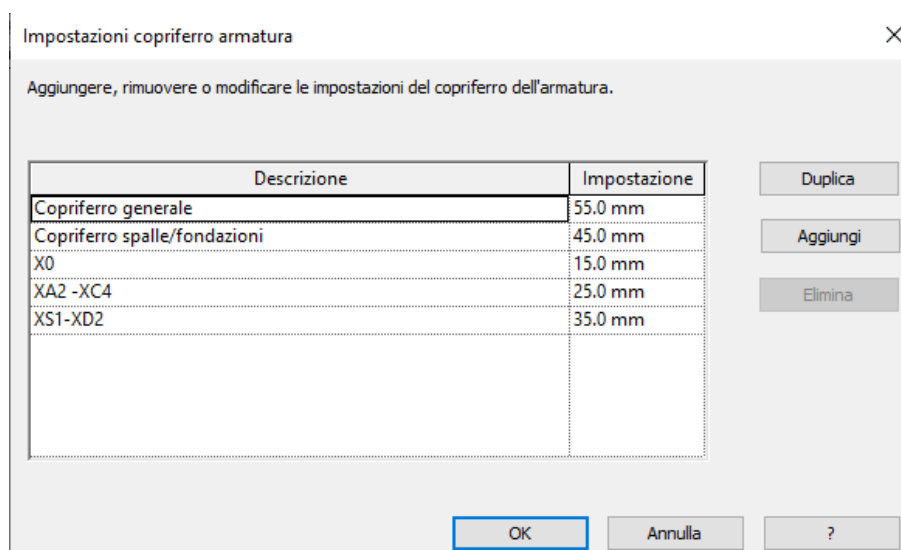 Impostazioni copriferro armatura
Aggiungere, rimuovere o modificare le impostazioni del copriferro dell'armatura.
Descrizione Impostazione Duplica
Copriferro generale 55.0 mm
Copriferro spalle/fondazioni 45.0 mm Aggiungi
X0 15.0 mm
XA2 -XC4 25.0 mm Elimina
XS1-XD2 35.0 mm
OK Annulla ?